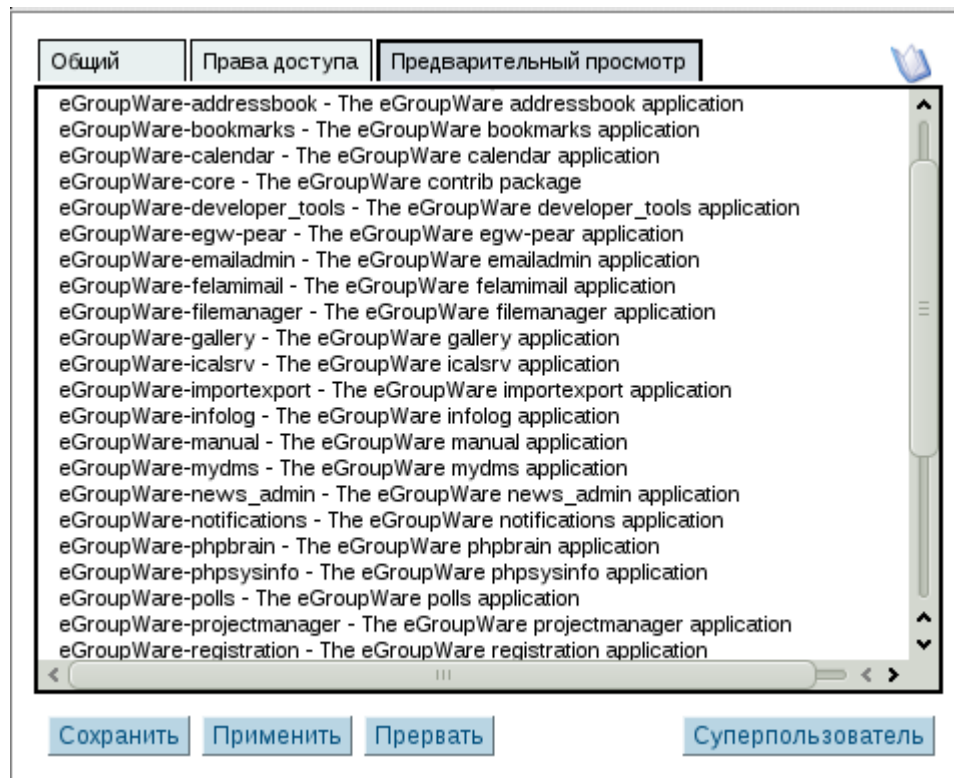 Общий Права доступа Предварительный просмотр
eGroupWare-addressbook - The eGroupWare addressbook application
eGroupWare-bookmarks - The eGroupWare bookmarks application
eGroupWare-calendar - The eGroupWare calendar application
eGroupWare-core - The eGroupWare contrib package
eGroupWare-developer_tools - The eGroupWare developer_tools application
eGroupWare-egw-pear - The eGroupWare egw-pear application
eGroupWare-emailadmin - The eGroupWare emailadmin application
eGroupWare-felamimail - The eGroupWare felamimail application
eGroupWare-filemanager - The eGroupWare filemanager application
eGroupWare-gallery - The eGroupWare gallery application
eGroupWare-icalsrv - The eGroupWare icalsrv application
eGroupWare-importexport - The eGroupWare importexport application
eGroupWare-infolog - The eGroupWare infolog application
eGroupWare-manual - The eGroupWare manual application
eGroupWare-mydms - The eGroupWare mydms application
eGroupWare-news_admin - The eGroupWare news_admin application
eGroupWare-notifications - The eGroupWare notifications application
eGroupWare-phpbrain - The eGroupWare phpbrain application
eGroupWare-phpsysinfo - The eGroupWare phpsysinfo application
eGroupWare-polls - The eGroupWare polls application
eGroupWare-projectmanager - The eGroupWare projectmanager application
eGroupWare-registration - The eGroupWare registration application
Сохранить Применить Прервать Суперпользователь